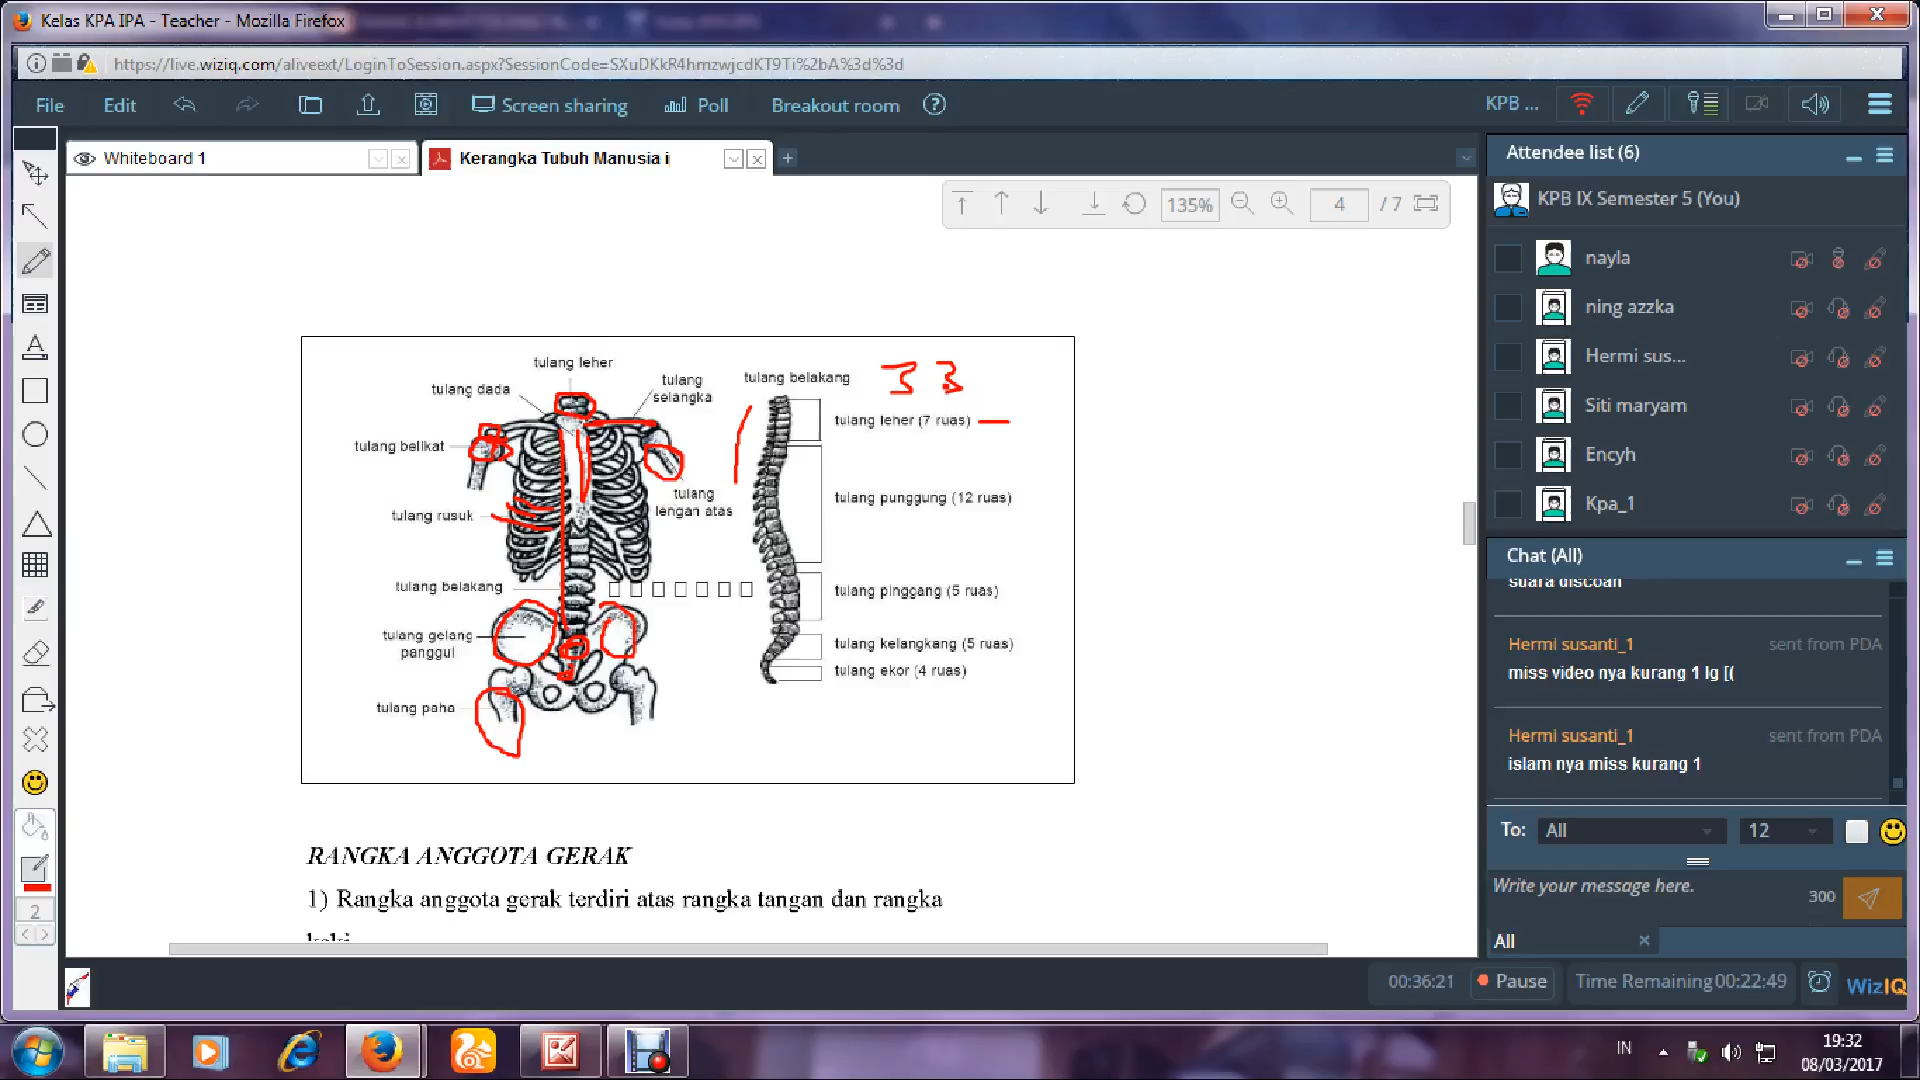 Kelas KPA IPA - Teacher - Mozilla Firefox
https://live.wiziq.com/aliveext/LoginToSession.aspx?SessionCode=SXuDKkR4hmzwjcdKT9Ti%2bA%3d%3d
File Edit Screen sharing Poll Breakout room ? KPB ...
Whiteboard 1
Kerangka Tubuh Manusia i
135% 4 / 7
tulang leher
tulang dada
tulang selangka
tulang belikat
tulang rusuk
tulang lengan atas
tulang belakang
tulang gelang panggul
tulang paha
tulang belakang
33
tulang leher (7 ruas)
tulang punggung (12 ruas)
tulang pinggang (5 ruas)
tulang kelangkang (5 ruas)
tulang ekor (4 ruas)
RANGKA ANGGOTA GERAK
1) Rangka anggota gerak terdiri atas rangka tangan dan rangka
2
Attendee list (6)
KPB IX Semester 5 (You)
nayla
ning azzka
Hermi sus...
Siti maryam
Encyh
Kpa_1
Chat (All)
Hermi susanti_1 sent from PDA
miss video nya kurang 1 lg [(
Hermi susanti_1 sent from PDA
islam nya miss kurang 1
To: All 12
Write your message here. 300
All
00:36:21 Pause Time Remaining 00:22:49 WizIQ
IN 19:32
08/03/2017